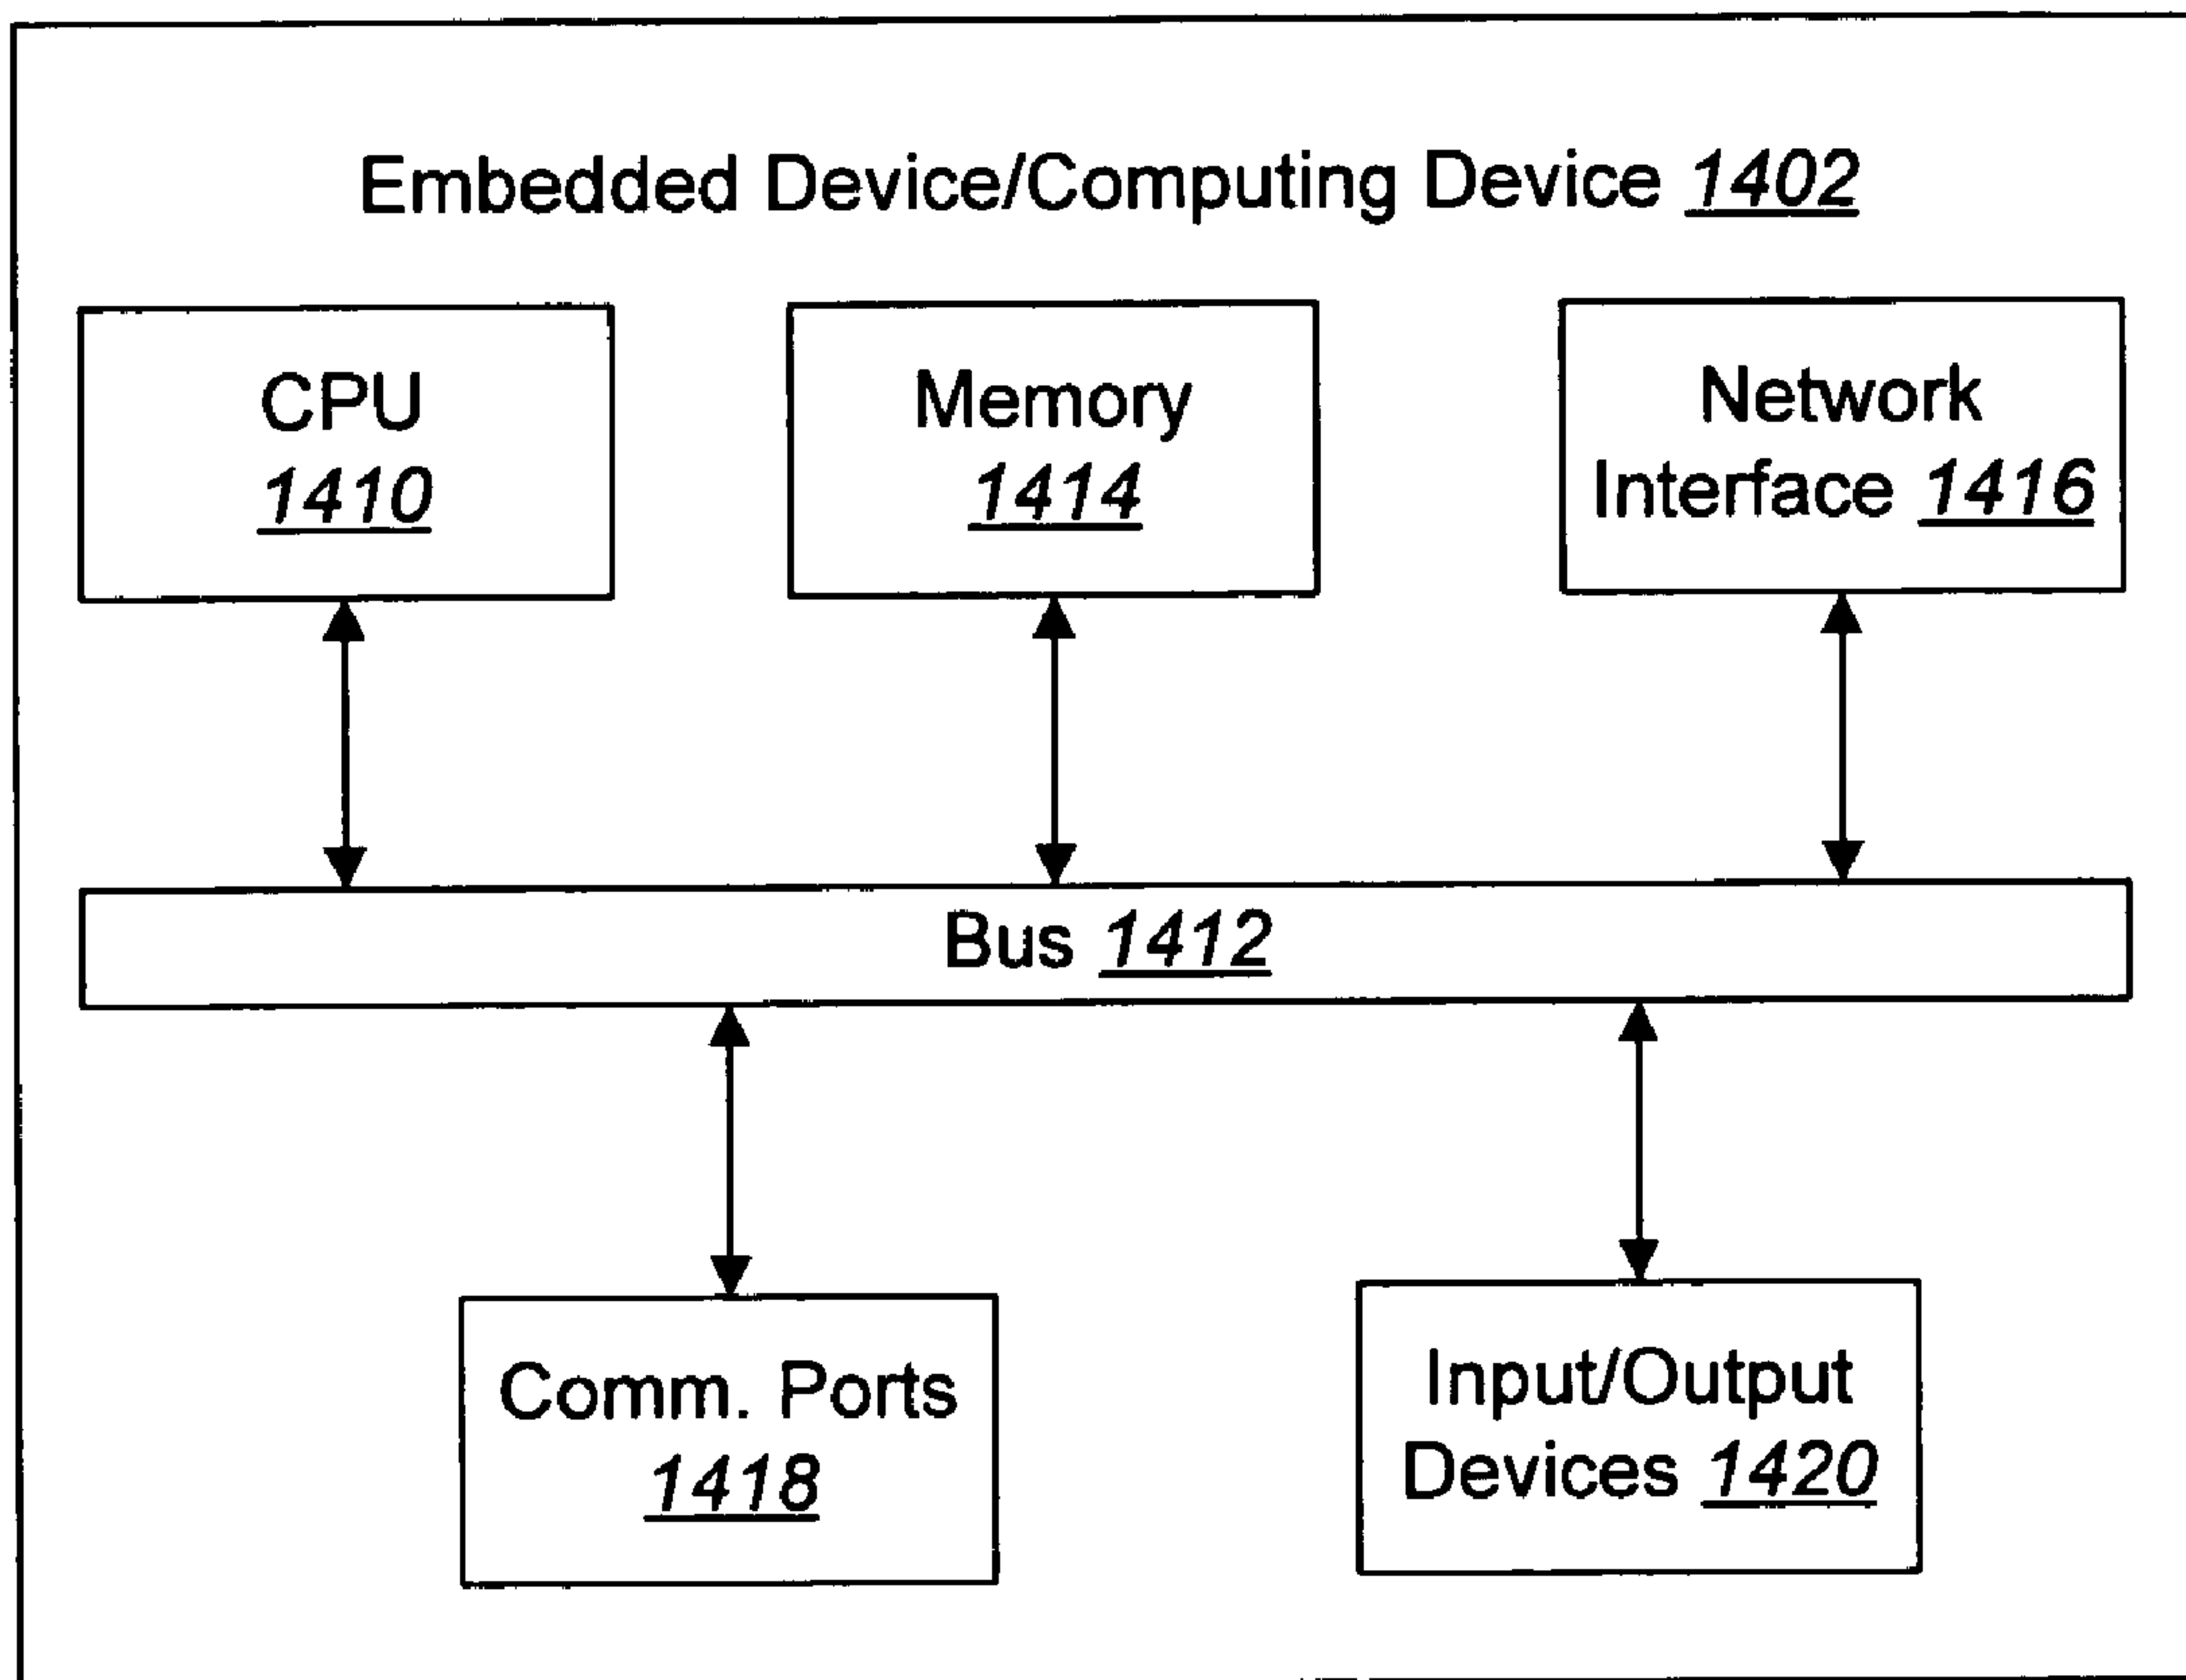 Embedded Device/Computing Device 1402
CPU
1410
Memory
1414
Network
Interface 1416
Bus 1412
Comm. Ports
1418
Input/Output
Devices 1420